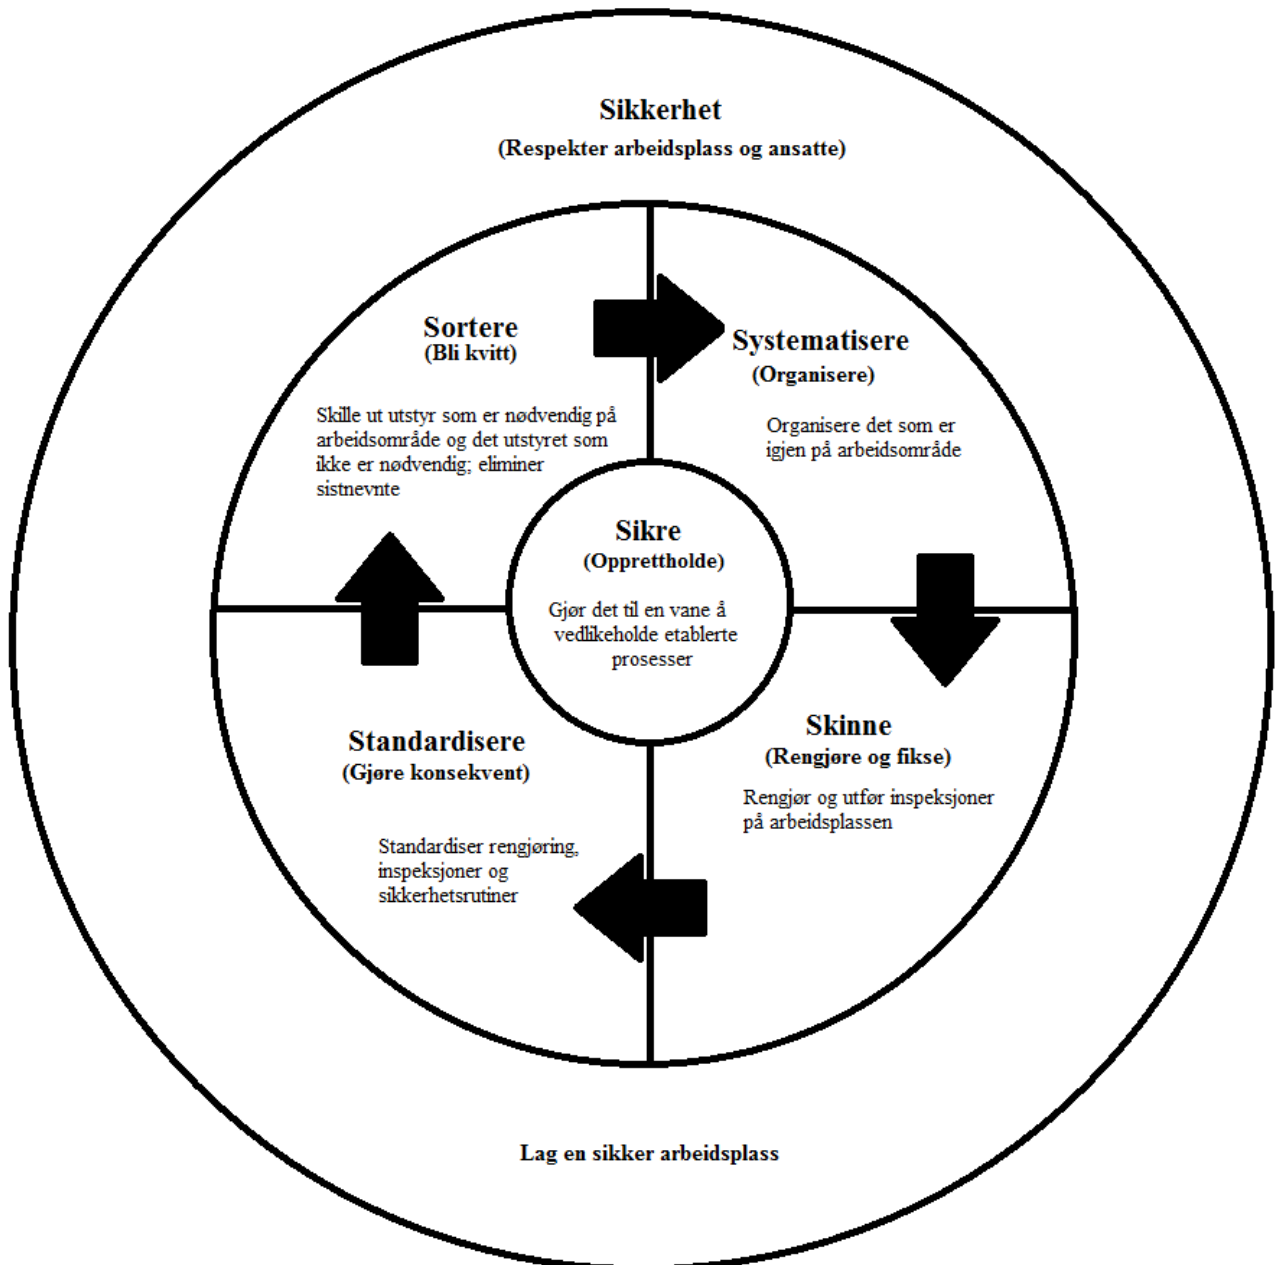 Sikkerhet
(Respekter arbeidsplass og ansatte)
Sortere
(Bli kvitt)
Skille ut utstyr som er nødvendig på
arbeidsområde og det utstyret som
ikke er nødvendig; eliminer
sistnevnte
Systematisere
(Organisere)
Organisere det som er
igjen på arbeidsområde
Sikre
(Opprettholde)
Gjør det til en vane å
vedlikeholde etablerte
prosesser
Skinne
(Rengjøre og fikse)
Rengjør og utfør inspeksjoner
på arbeidsplassen
Standardisere
(Gjøre konsekvent)
Standardiser rengjøring,
inspeksjoner og
sikkerhetsrutiner
Lag en sikker arbeidsplass